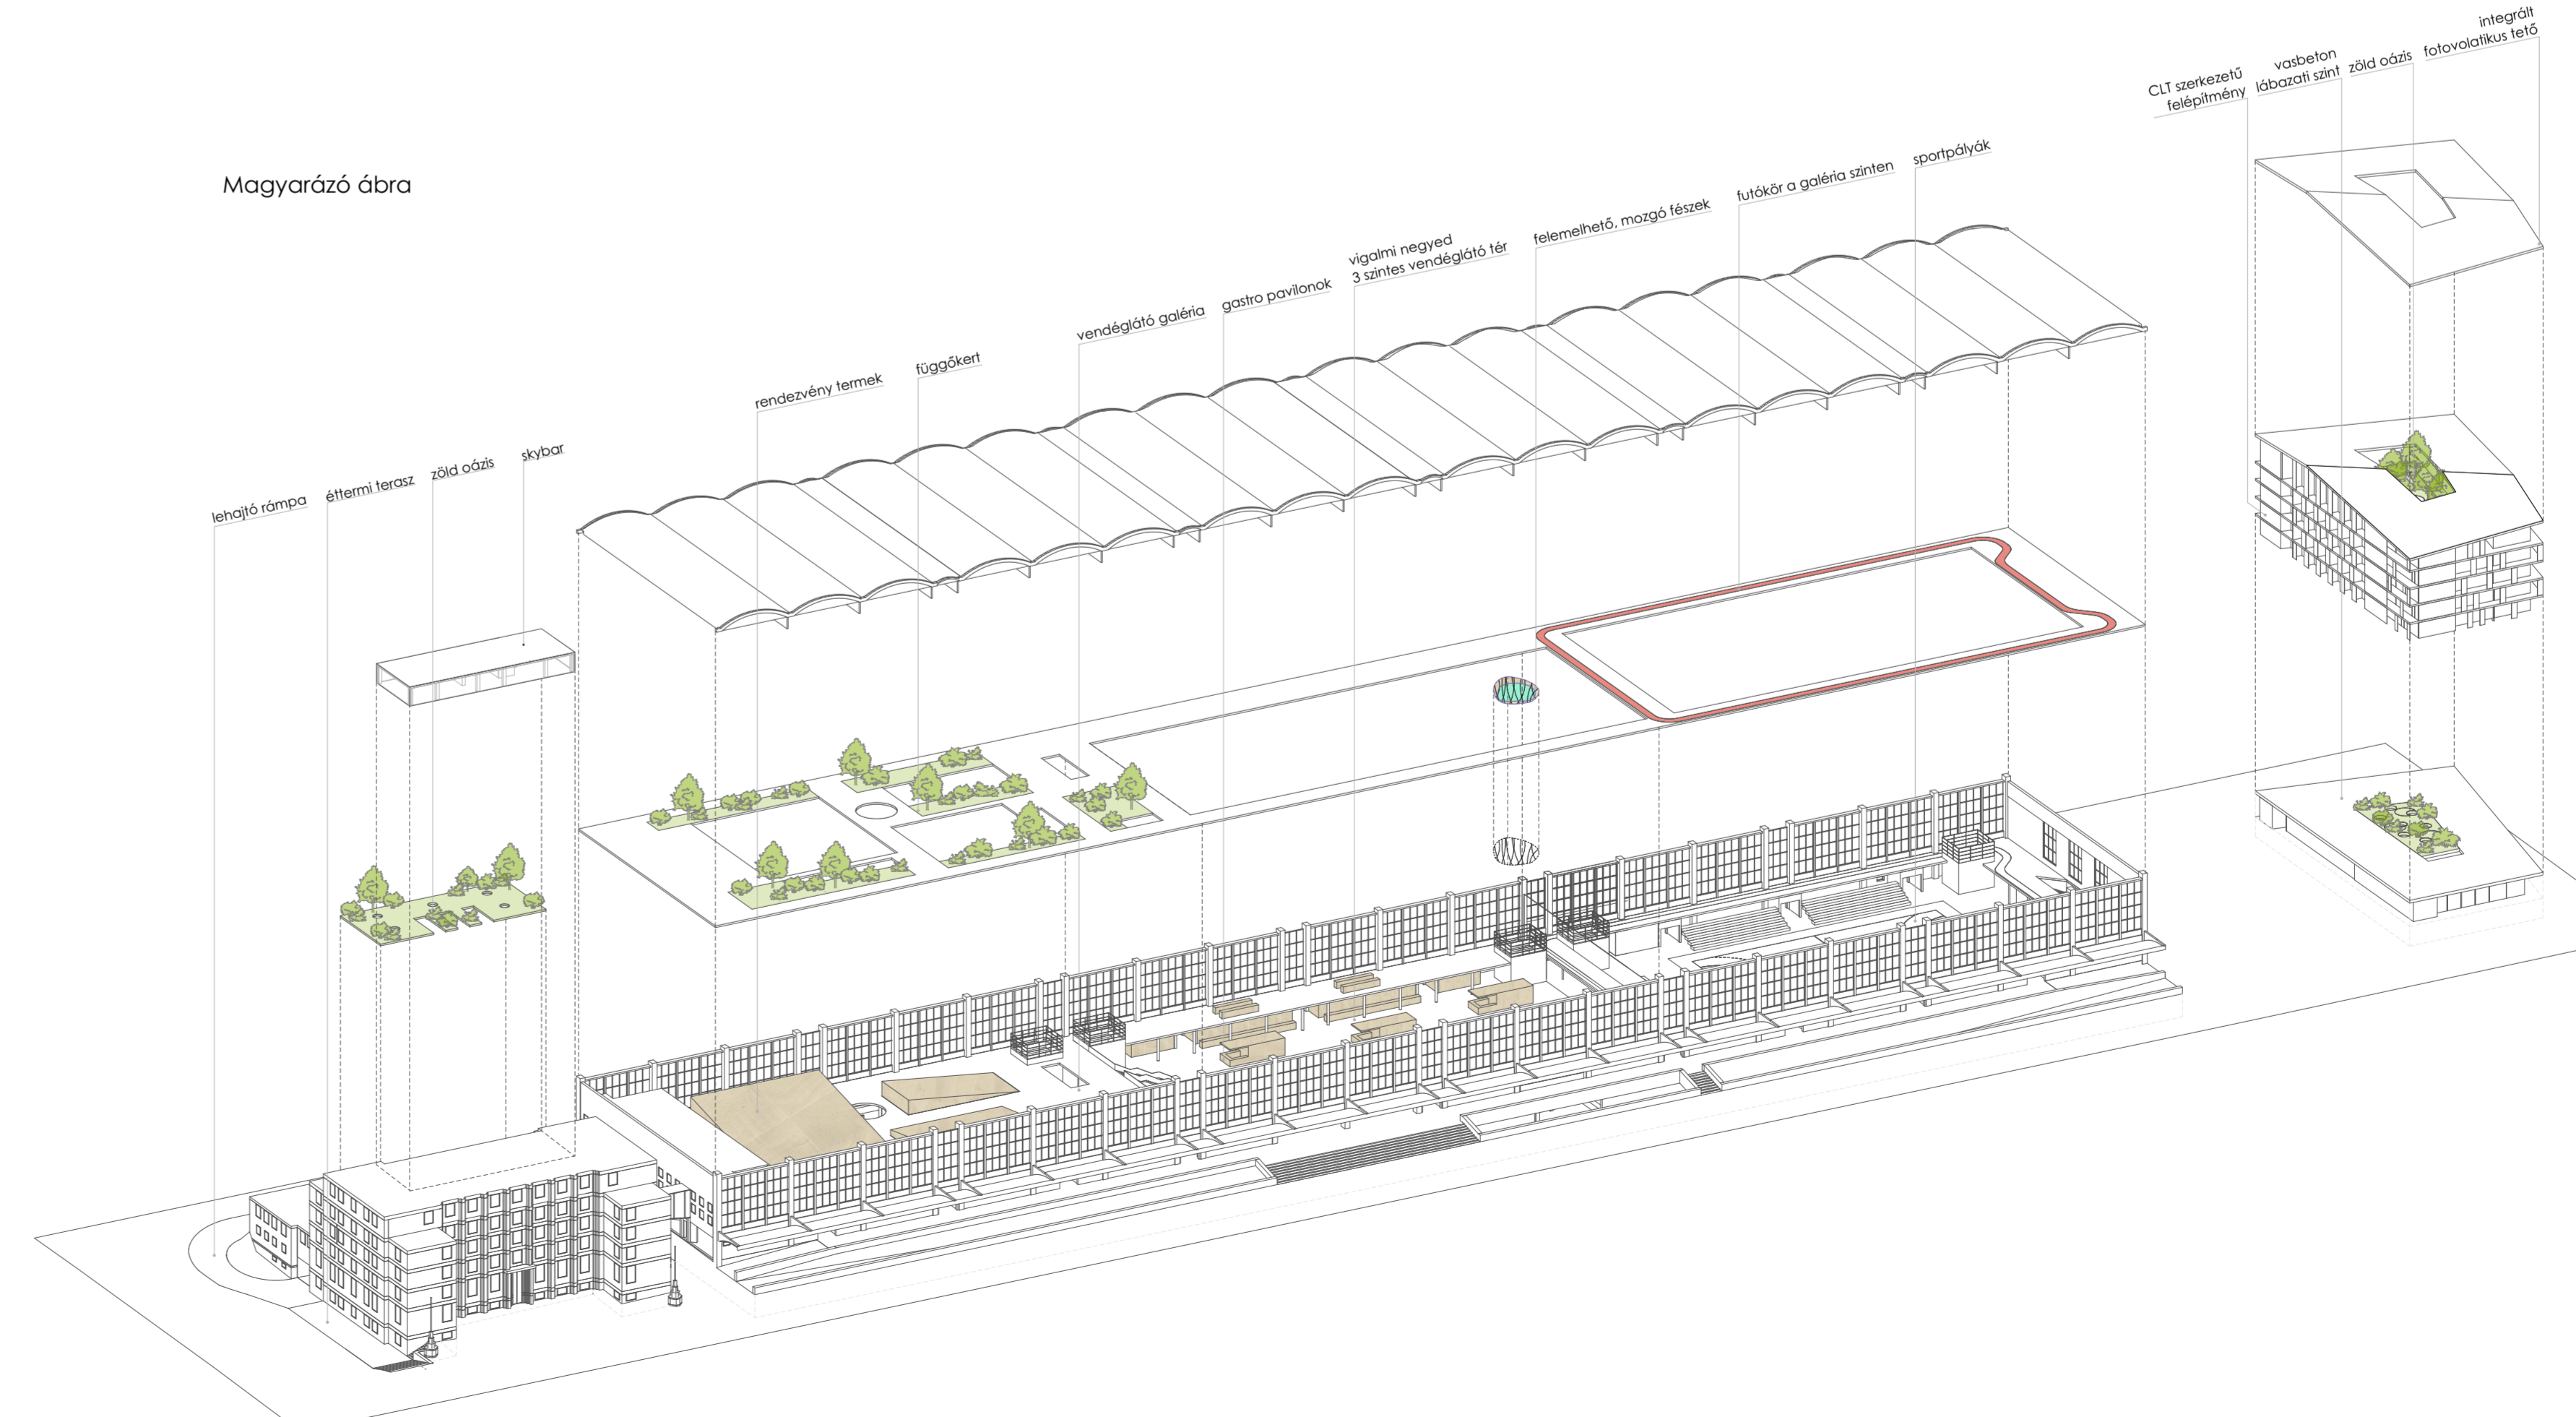 Magyarázó ábra
lehajtó rámpa
éttermi terasz
zöld oázis
skybar
rendezvény termek
függőkert
vendéglátó galéria
gastro pavilonok
vigalmi negyed
3 szintes vendéglátó tér
felemelhető, mozgó fészek
futókör a galéria szinten
sportpályák
CLT szerkezetű
felépítmény
vasbeton
lábazati szint
zöld oázis
integrált
fotovolatikus tető